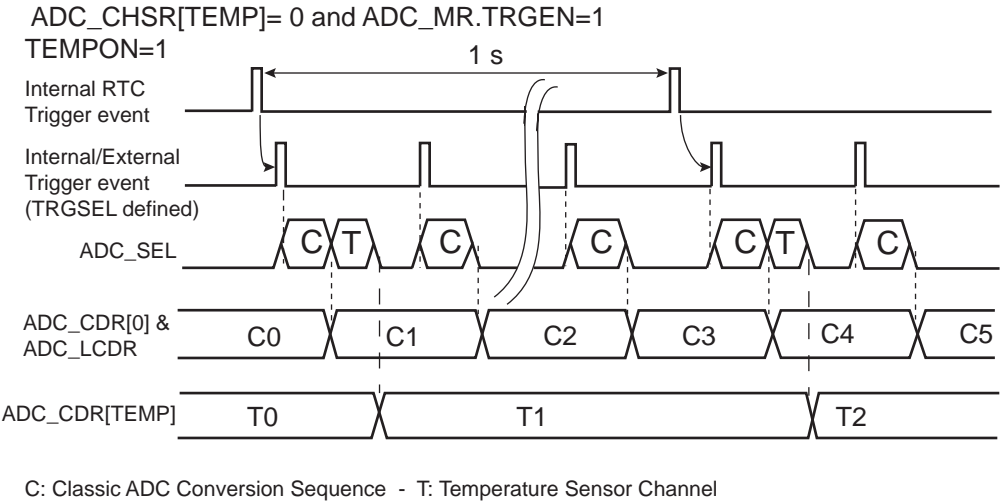 ADC_CHSR[TEMP]= 0 and ADC_MR.TRGEN=1
TEMPON=1
1 s
Internal RTC
Trigger event
Internal/External
Trigger event
(TRGSEL defined)
ADC_SEL
C T C C C T C
ADC_CDR[0] &
ADC_LCDR
C0 C1 C2 C3 C4 C5
ADC_CDR[TEMP]
T0 T1 T2
C: Classic ADC Conversion Sequence - T: Temperature Sensor Channel